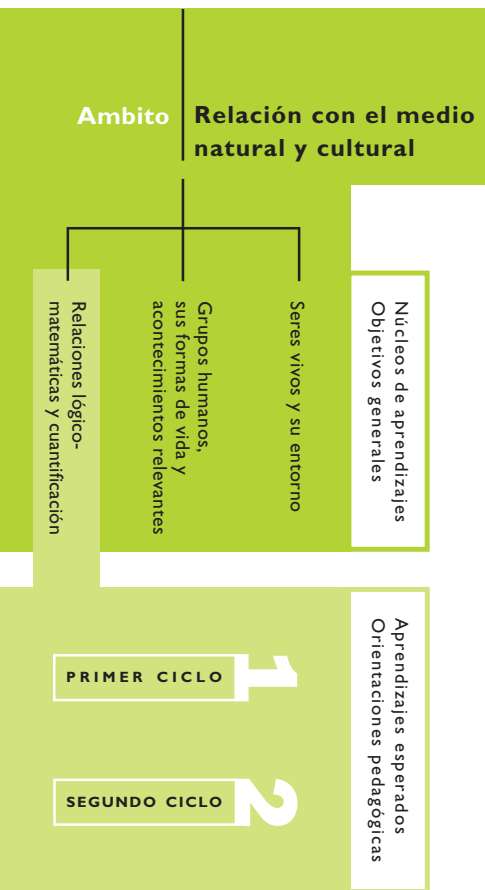 Ambito
Relación con el medio
natural y cultural
Núcleos de aprendizajes
Objetivos generales
Seres vivos y su entorno
Grupos humanos,
sus formas de vida y
acontecimientos relevantes
Relaciones lógico-
matemáticas y cuantificación
Aprendizajes esperados
Orientaciones pedagógicas
1
PRIMER CICLO
2
SEGUNDO CICLO